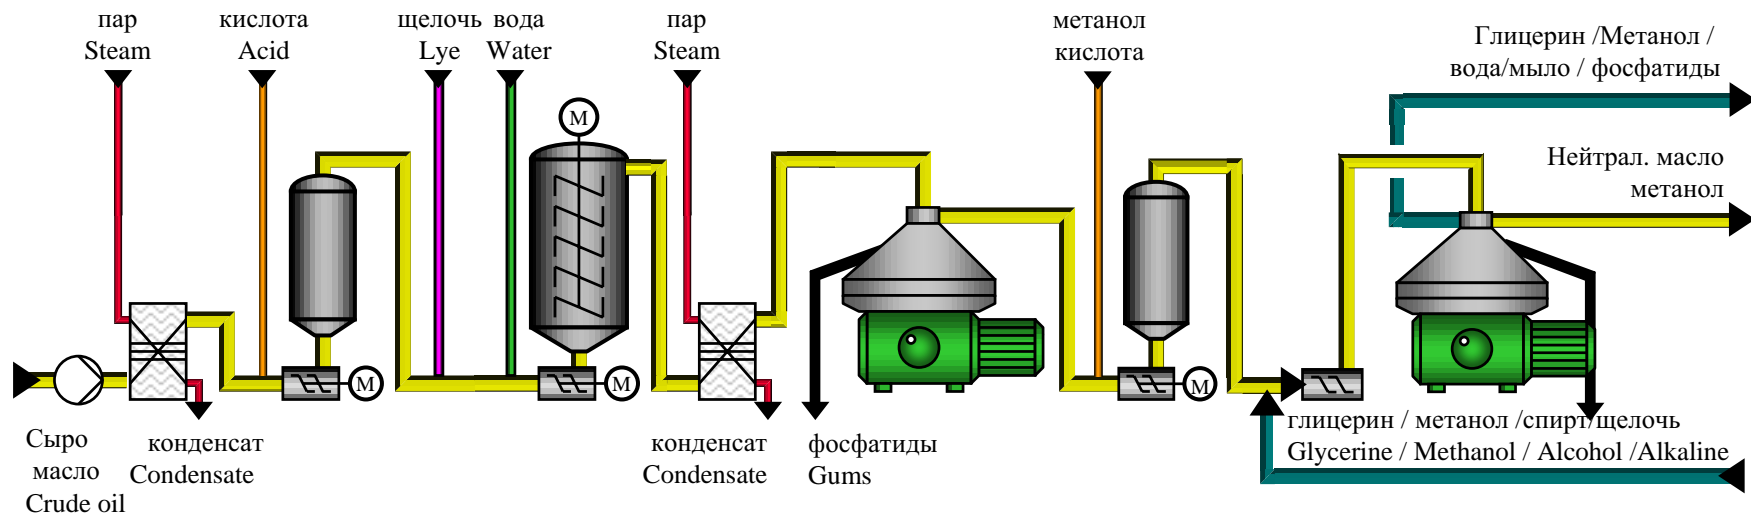 пар
Steam
кислота
Acid
щелочь
Lye
вода
Water
пар
Steam
метанол
кислота
Глицерин /Метанол /
вода/мыло / фосфатиды
Нейтрал. масло
метанол
M
M
M
M
Сыро
масло
Crude oil
конденсат
Condensate
конденсат
Condensate
фосфатиды
Gums
глицерин / метанол /спирт/щелочь
Glycerine / Methanol / Alcohol /Alkaline